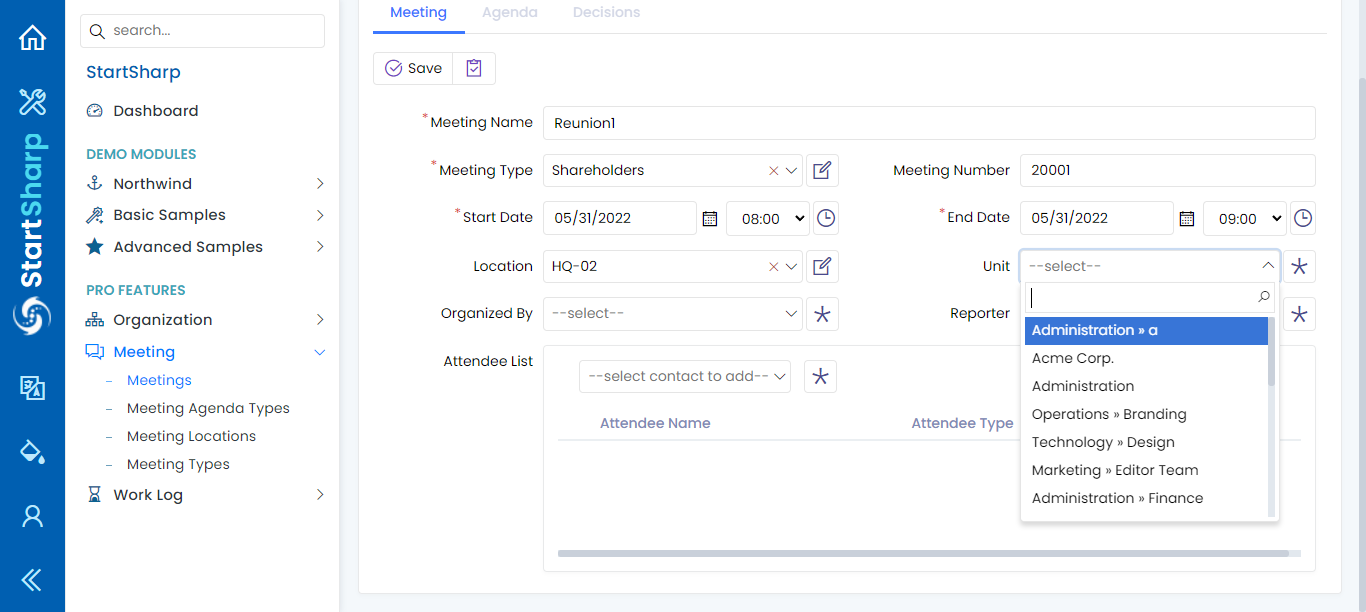 StartSharp
search...
StartSharp
Dashboard
DEMO MODULES
Northwind
Basic Samples
Advanced Samples
PRO FEATURES
Organization
Meeting
Meetings
Meeting Agenda Types
Meeting Locations
Meeting Types
Work Log
Meeting Agenda Decisions
Save
*Meeting Name Reunion1
*Meeting Type Shareholders Meeting Number 20001
*Start Date 05/31/2022 08:00 *End Date 05/31/2022 09:00
Location HQ-02 Unit --select--
Organized By --select-- Reporter
Administration » a
Acme Corp.
Administration
Operations » Branding
Technology » Design
Marketing » Editor Team
Administration » Finance
Attendee List --select contact to add--
Attendee Name Attendee Type